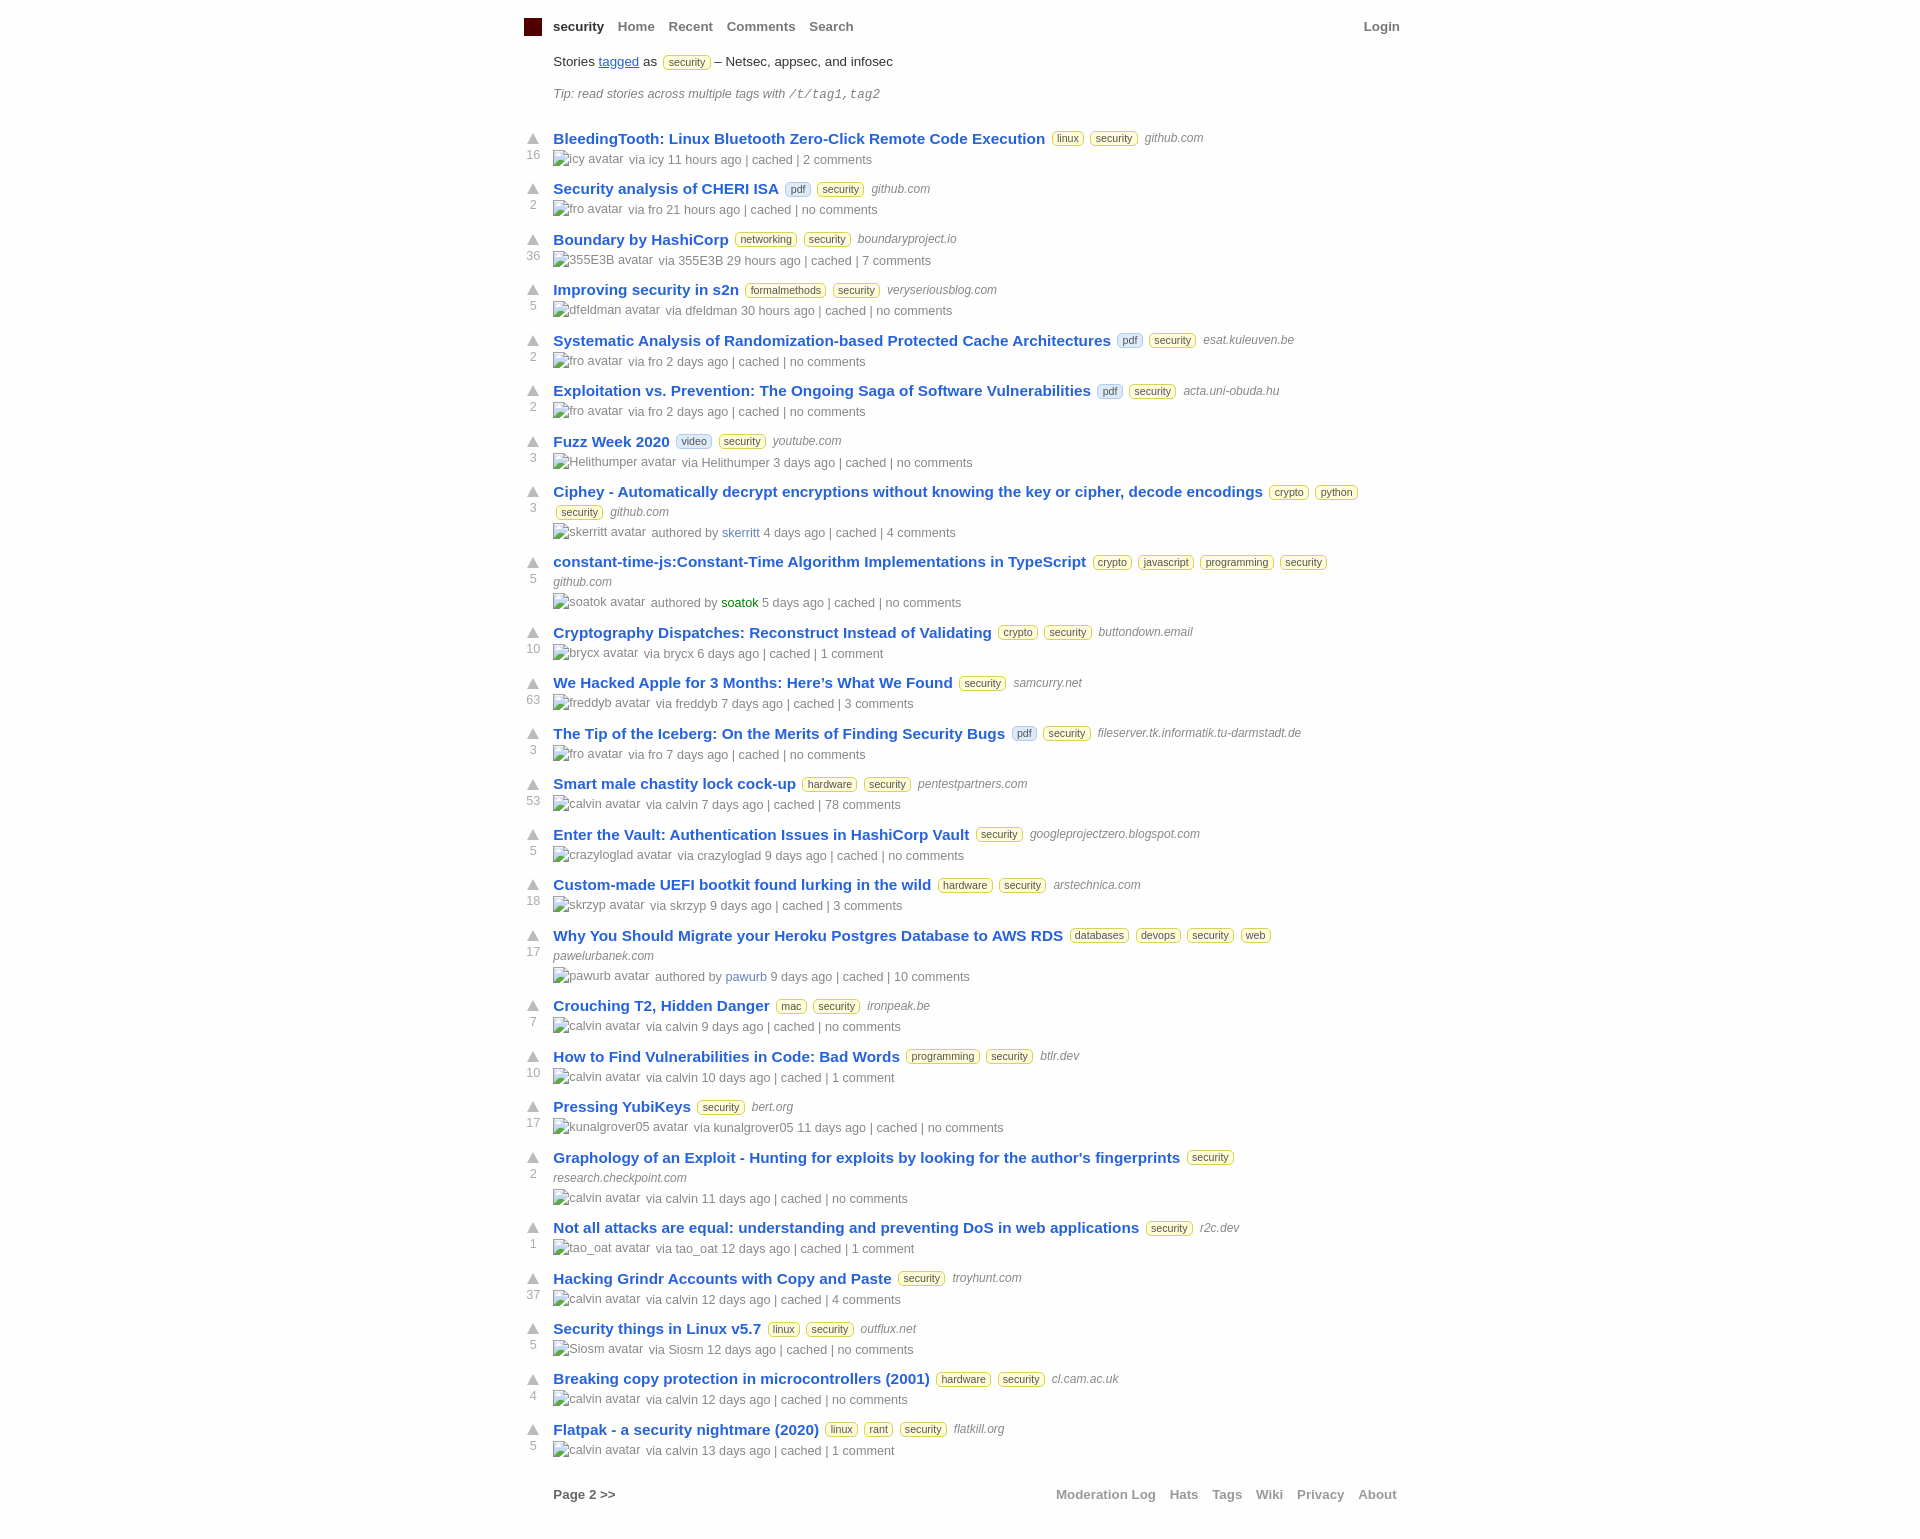 security Home Recent Comments Search Login
Stories tagged as security – Netsec, appsec, and infosec
Tip: read stories across multiple tags with /t/tag1,tag2
BleedingTooth: Linux Bluetooth Zero-Click Remote Code Execution linux security github.com
16 icy avatar via icy 11 hours ago | cached | 2 comments
Security analysis of CHERI ISA pdf security github.com
2 fro avatar via fro 21 hours ago | cached | no comments
Boundary by HashiCorp networking security boundaryproject.io
36 355E3B avatar via 355E3B 29 hours ago | cached | 7 comments
Improving security in s2n formalmethods security veryseriousblog.com
5 dfeldman avatar via dfeldman 30 hours ago | cached | no comments
Systematic Analysis of Randomization-based Protected Cache Architectures pdf security esat.kuleuven.be
2 fro avatar via fro 2 days ago | cached | no comments
Exploitation vs. Prevention: The Ongoing Saga of Software Vulnerabilities pdf security acta.uni-obuda.hu
2 fro avatar via fro 2 days ago | cached | no comments
Fuzz Week 2020 video security youtube.com
3 Helithumper avatar via Helithumper 3 days ago | cached | no comments
Ciphey - Automatically decrypt encryptions without knowing the key or cipher, decode encodings crypto python
3 security github.com
skerritt avatar authored by skerritt 4 days ago | cached | 4 comments
constant-time-js:Constant-Time Algorithm Implementations in TypeScript crypto javascript programming security
5 github.com
soatok avatar authored by soatok 5 days ago | cached | no comments
Cryptography Dispatches: Reconstruct Instead of Validating crypto security buttondown.email
10 brycx avatar via brycx 6 days ago | cached | 1 comment
We Hacked Apple for 3 Months: Here’s What We Found security samcurry.net
63 freddyb avatar via freddyb 7 days ago | cached | 3 comments
The Tip of the Iceberg: On the Merits of Finding Security Bugs pdf security fileserver.tk.informatik.tu-darmstadt.de
3 fro avatar via fro 7 days ago | cached | no comments
Smart male chastity lock cock-up hardware security pentestpartners.com
53 calvin avatar via calvin 7 days ago | cached | 78 comments
Enter the Vault: Authentication Issues in HashiCorp Vault security googleprojectzero.blogspot.com
5 crazyloglad avatar via crazyloglad 9 days ago | cached | no comments
Custom-made UEFI bootkit found lurking in the wild hardware security arstechnica.com
18 skrzyp avatar via skrzyp 9 days ago | cached | 3 comments
Why You Should Migrate your Heroku Postgres Database to AWS RDS databases devops security web
17 pawelurbanek.com
pawurb avatar authored by pawurb 9 days ago | cached | 10 comments
Crouching T2, Hidden Danger mac security ironpeak.be
7 calvin avatar via calvin 9 days ago | cached | no comments
How to Find Vulnerabilities in Code: Bad Words programming security btlr.dev
10 calvin avatar via calvin 10 days ago | cached | 1 comment
Pressing YubiKeys security bert.org
17 kunalgrover05 avatar via kunalgrover05 11 days ago | cached | no comments
Graphology of an Exploit - Hunting for exploits by looking for the author's fingerprints security
2 research.checkpoint.com
calvin avatar via calvin 11 days ago | cached | no comments
Not all attacks are equal: understanding and preventing DoS in web applications security r2c.dev
1 tao_oat avatar via tao_oat 12 days ago | cached | 1 comment
Hacking Grindr Accounts with Copy and Paste security troyhunt.com
37 calvin avatar via calvin 12 days ago | cached | 4 comments
Security things in Linux v5.7 linux security outflux.net
5 Siosm avatar via Siosm 12 days ago | cached | no comments
Breaking copy protection in microcontrollers (2001) hardware security cl.cam.ac.uk
4 calvin avatar via calvin 12 days ago | cached | no comments
Flatpak - a security nightmare (2020) linux rant security flatkill.org
5 calvin avatar via calvin 13 days ago | cached | 1 comment
Page 2 >> Moderation Log Hats Tags Wiki Privacy About